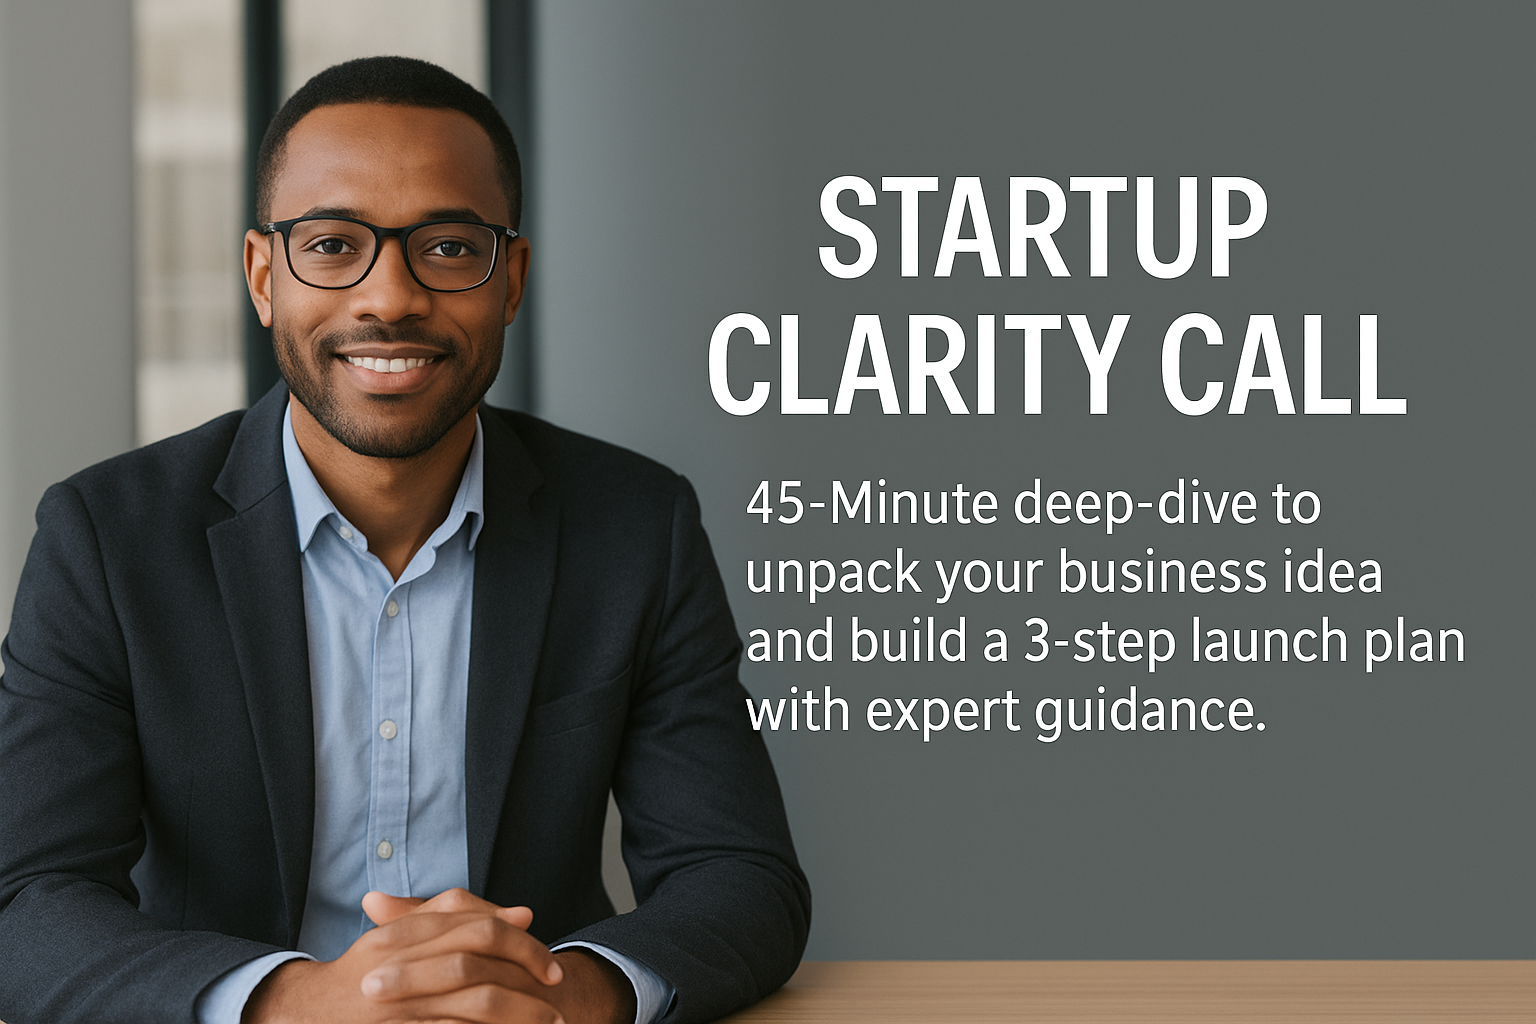 STARTUP
CLARITY CALL
45-Minute deep-dive to
unpack your business idea
and build a 3-step launch plan
with expert guidance.